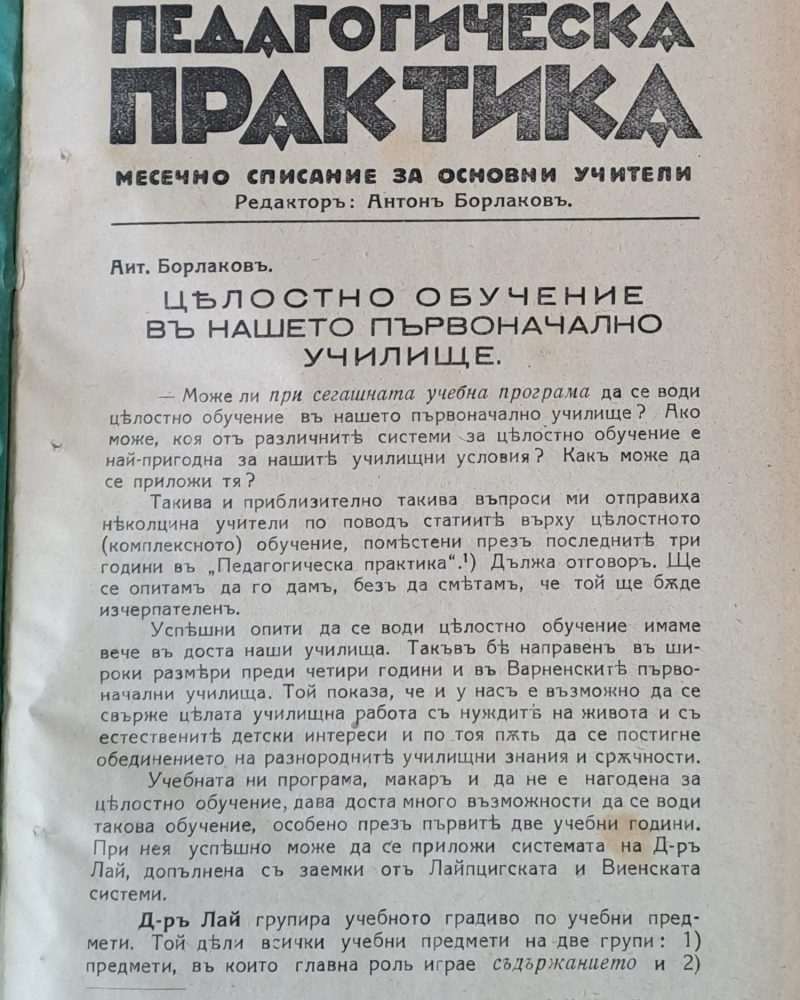 ПЕДАГОГИЧЕСКА
ПРАКТИКА
МЕСЕЧНО СПИСАНИЕ ЗА ОСНОВНИ УЧИТЕЛИ
Редакторъ: Антонъ Борлаковъ.
Ант. Борлаковъ.
ЦѢЛОСТНО ОБУЧЕНИЕ
ВЪ НАШЕТО ПЪРВОНАЧАЛНО
УЧИЛИЩЕ.
— Може ли при сегашната учебна програма да се води
цѣлостно обучение въ нашето първоначално училище? Ако
може, коя отъ различнитѣ системи за цѣлостно обучение е
най-пригодна за нашитѣ училищни условия? Какъ може да
се приложи тя?
Такива и приблизително такива въпроси ми отправиха
нѣколцина учители по поводъ статиитѣ върху цѣлостното
(комплексното) обучение, помѣстени презъ последнитѣ три
години въ „Педагогическа практика“.¹) Дължа отговоръ. Ще
се опитамъ да го дамъ, безъ да смѣтамъ, че той ще бѫде
изчерпателенъ.
Успѣшни опити да се води цѣлостно обучение имаме
вече въ доста наши училища. Такъвъ бѣ направенъ въ ши-
роки размѣри преди четири години и въ Варненскитѣ първо-
начални училища. Той показа, че и у насъ е възможно да се
свърже цѣлата училищна работа съ нуждитѣ на живота и съ
естественитѣ детски интереси и по тоя пѫть да се постигне
обединението на разнороднитѣ училищни знания и срѫчности.
Учебната ни програма, макаръ и да не е нагодена за
цѣлостно обучение, дава доста много възможности да се води
такова обучение, особено презъ първитѣ две учебни години.
При нея успѣшно може да се приложи системата на Д-ръ
Лай, допълнена съ заемки отъ Лайпцигската и Виенската
системи.
Д-ръ Лай групира учебното градиво по учебни пред-
мети. Той дѣли всички учебни предмети на две групи: 1)
предмети, въ които главна роль играе съдържанието и 2)